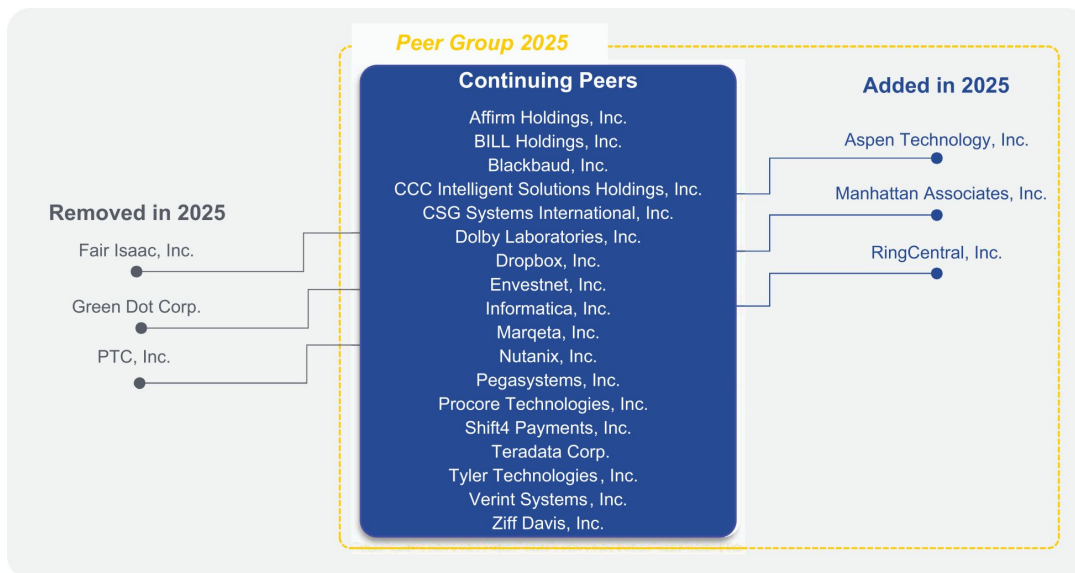 Peer Group 2025
Removed in 2025
Fair Isaac, Inc.
Green Dot Corp.
PTC, Inc.
Continuing Peers
Affirm Holdings, Inc.
BILL Holdings, Inc.
Blackbaud, Inc.
CCC Intelligent Solutions Holdings, Inc.
CSG Systems International, Inc.
Dolby Laboratories, Inc.
Dropbox, Inc.
Envestnet, Inc.
Informatica, Inc.
Marqeta, Inc.
Nutanix, Inc.
Pegasystems, Inc.
Procore Technologies, Inc.
Shift4 Payments, Inc.
Teradata Corp.
Tyler Technologies, Inc.
Verint Systems, Inc.
Ziff Davis, Inc.
Added in 2025
Aspen Technology, Inc.
Manhattan Associates, Inc.
RingCentral, Inc.